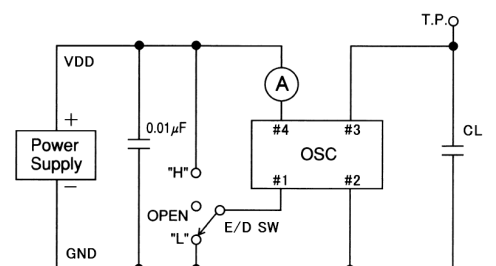 T.P.
VDD
A
+
0.01μF
Power
Supply
−
#4 #3
OSC
#1 #2
CL
"H"
OPEN
"L"
E/D SW
GND